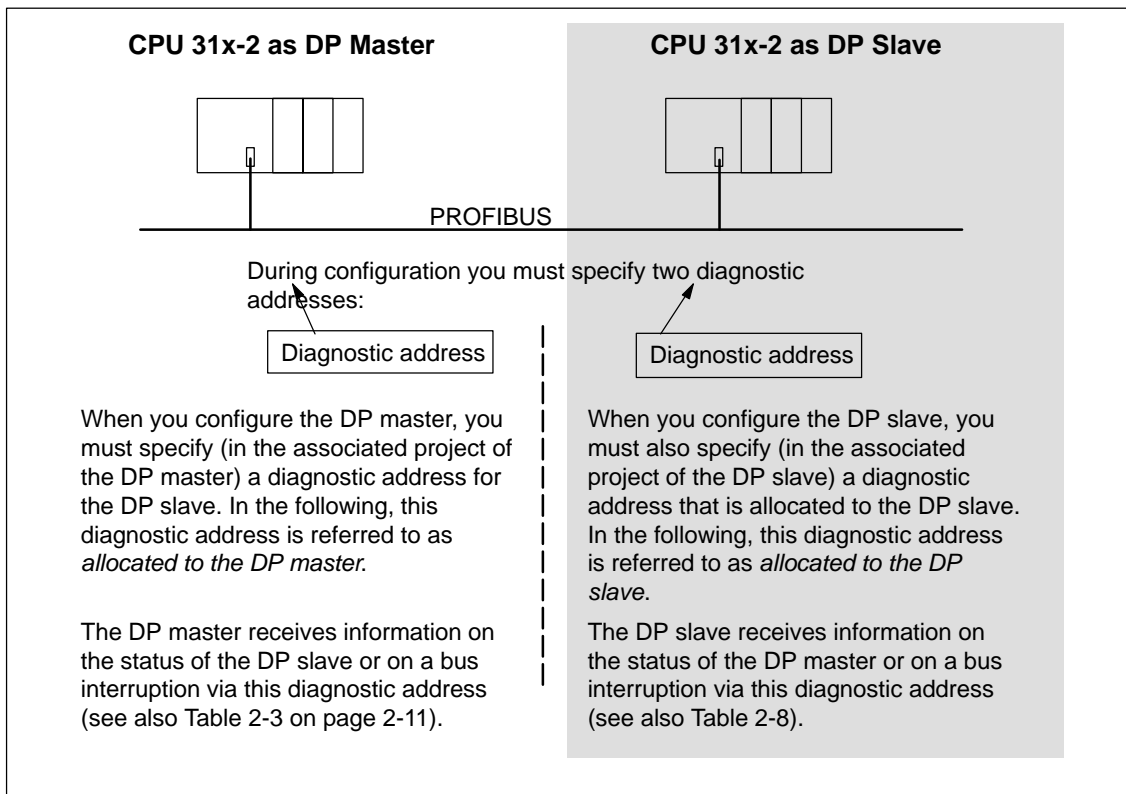 CPU 31x-2 as DP Master
CPU 31x-2 as DP Slave
PROFIBUS
During configuration you must specify two diagnostic
addresses:
Diagnostic address
Diagnostic address
When you configure the DP master, you
must specify (in the associated project of
the DP master) a diagnostic address for
the DP slave. In the following, this
diagnostic address is referred to as
allocated to the DP master.
The DP master receives information on
the status of the DP slave or on a bus
interruption via this diagnostic address
(see also Table 2-3 on page 2-11).
When you configure the DP slave, you
must also specify (in the associated
project of the DP slave) a diagnostic
address that is allocated to the DP slave.
In the following, this diagnostic address
is referred to as allocated to the DP
slave.
The DP slave receives information on
the status of the DP master or on a bus
interruption via this diagnostic address
(see also Table 2-8).